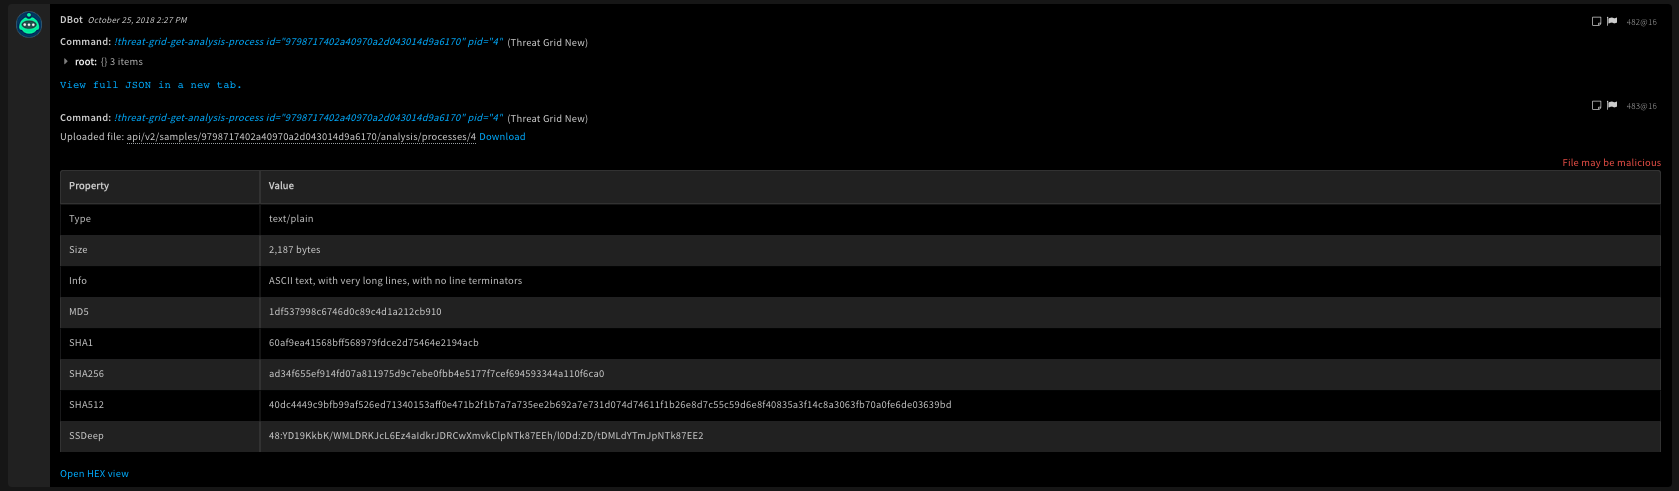 DBot October 25, 2018 2:27 PM 482@16
Command: !threat-grid-get-analysis-process id="9798717402a40970a2d043014d9a6170" pid="4" (Threat Grid New)
root: {} 3 items
View full JSON in a new tab.
483@16
Command: !threat-grid-get-analysis-process id="9798717402a40970a2d043014d9a6170" pid="4" (Threat Grid New)
Uploaded file: api/v2/samples/9798717402a40970a2d043014d9a6170/analysis/processes/4 Download
File may be malicious
Property Value
Type text/plain
Size 2,187 bytes
Info ASCII text, with very long lines, with no line terminators
MD5 1df537998c6746d0c89c4d1a212cb910
SHA1 60af9ea41568bff568979fdce2d75464e2194acb
SHA256 ad34f655ef914fd07a811975d9c7ebe0fbb4e5177f7cef694593344a110f6ca0
SHA512 40dc4449c9bfb99af526ed71340153aff0e471b2f1b7a7a735ee2b692a7e731d074d74611f1b26e8d7c55c59d6e8f40835a3f14c8a3063fb70a0fe6de03639bd
SSDeep 48:YD19KkbK/WMLDRKJcL6Ez4aIdkrJDRCwXmvkClpNTk87EEh/l0Dd:ZD/tDMLdYTmJpNTk87EE2
Open HEX view